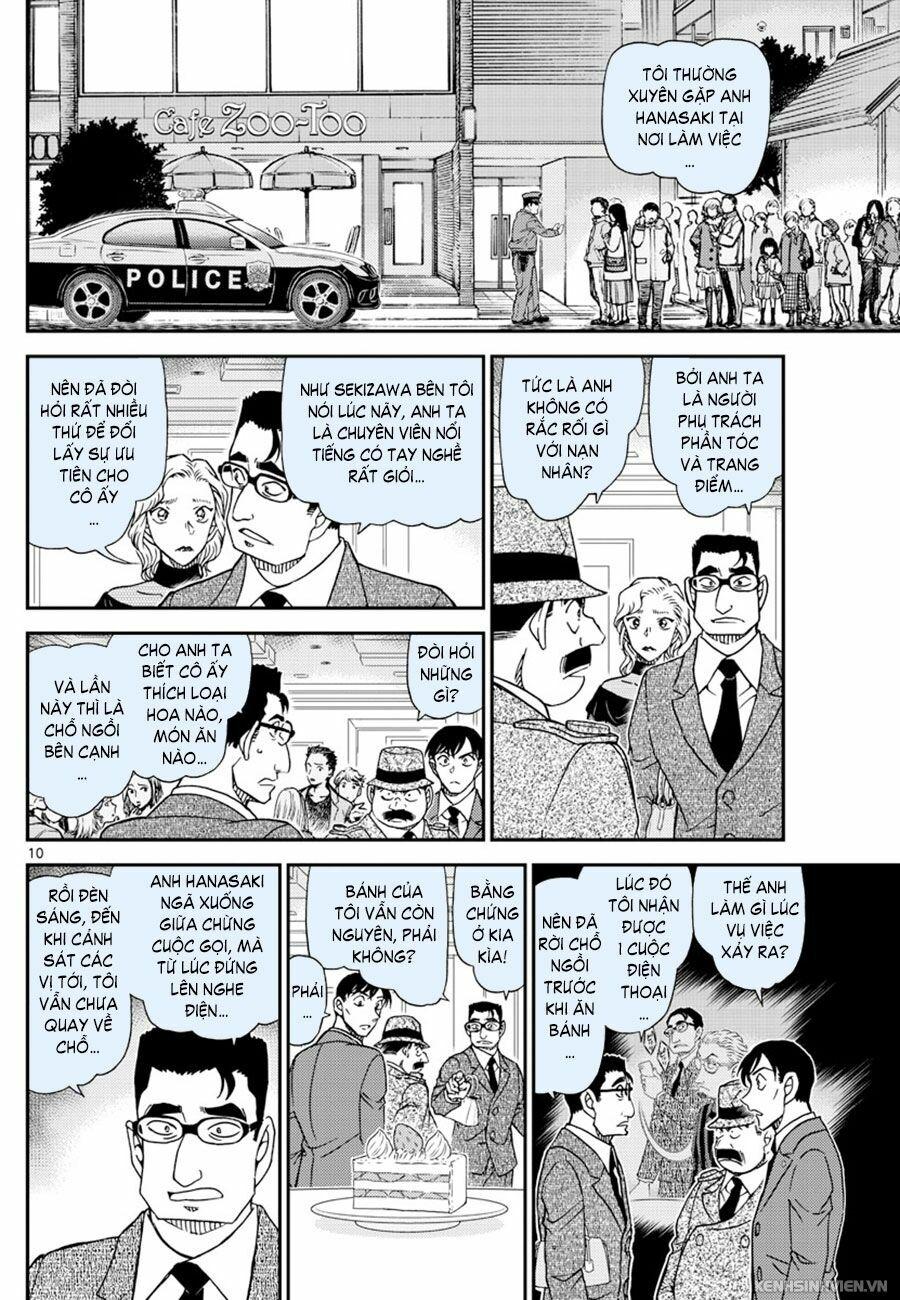 TÔI THƯỜNG
XUYÊN GẶP ANH
HANASAKI TẠI
NƠI LÀM VIỆC
...
Cafe Zoo-Too
POLICE
BỞI ANH TA
LÀ NGƯỜI
PHỤ TRÁCH
PHẦN TÓC
VÀ TRANG
ĐIỂM...
TỨC LÀ ANH
KHÔNG CÓ
RẮC RỐI GÌ
VỚI NẠN
NHÂN?
NHƯ SEKIZAWA BÊN TÔI
NÓI LÚC NÃY, ANH TA
LÀ CHUYÊN VIÊN NỔI
TIẾNG CÓ TAY NGHỀ
RẤT GIỎI...
NÊN ĐÃ ĐÒI
HỎI RẤT NHIỀU
THỨ ĐỂ ĐỔI
LẤY SỰ ƯU
TIÊN CHO
CÔ ẤY
...
ĐÒI HỎI
NHỮNG
GÌ?
CHO ANH TA
BIẾT CÔ ẤY
THÍCH LOẠI
HOA NÀO,
MÓN ĂN
NÀO...
VÀ LẦN
NÀY THÌ LÀ
CHỖ NGỒI
BÊN CẠNH
...
10
THẾ ANH
LÀM GÌ LÚC
VỤ VIỆC
XẢY RA?
LÚC ĐÓ
TÔI NHẬN
ĐƯỢC
1 CUỘC
ĐIỆN
THOẠI
...
NÊN ĐÃ
RỜI CHỖ
NGỒI
TRƯỚC
KHI ĂN
BÁNH
...
BẰNG
CHỨNG
Ở KIA
KÌA!
BÁNH CỦA
TÔI VẪN CÒN
NGUYÊN, PHẢI
KHÔNG?
PHẢI
...
ANH HANASAKI
NGÃ XUỐNG
GIỮA CHỪNG
CUỘC GỌI, MÀ
TỪ LÚC ĐỨNG
LÊN NGHE
ĐIỆN...
RỒI ĐÈN
SÁNG, ĐẾN
KHI CẢNH
SÁT CÁC
VỊ TỚI, TÔI
VẪN CHƯA
QUAY VỀ
CHỖ...
KENHSINHVIEN.VN